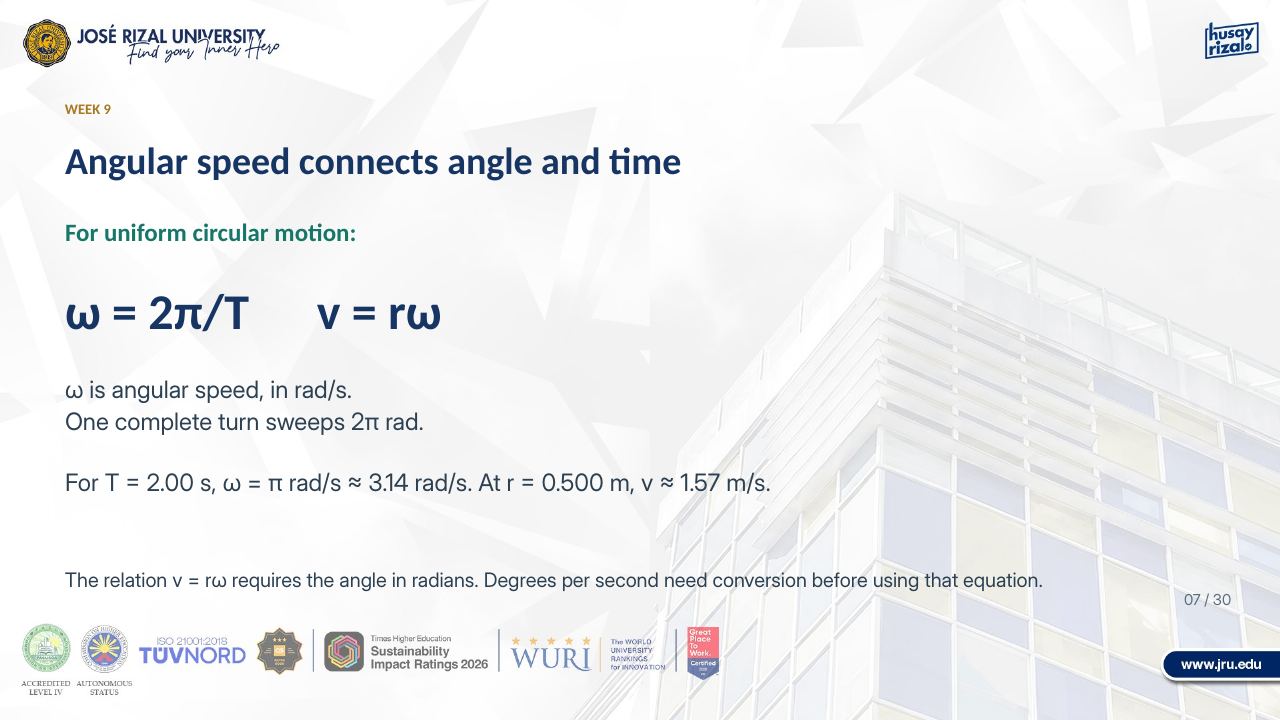 JOSÉ RIZAL UNIVERSITY
Find your Inner Hero
husay
rizal
WEEK 9
Angular speed connects angle and time
For uniform circular motion:
ω = 2π/T v = rω
ω is angular speed, in rad/s.
One complete turn sweeps 2π rad.
For T = 2.00 s, ω = π rad/s ≈ 3.14 rad/s. At r = 0.500 m, v ≈ 1.57 m/s.
The relation v = rω requires the angle in radians. Degrees per second need conversion before using that equation.
07 / 30
ACCREDITED
LEVEL IV
AUTONOMOUS
STATUS
ISO 21001:2018
TÜVNORD
Times Higher Education
Sustainability
Impact Ratings 2026
WURI
The WORLD
UNIVERSITY
RANKINGS
for INNOVATION
Great
Place
To
Work.
Certified
www.jru.edu